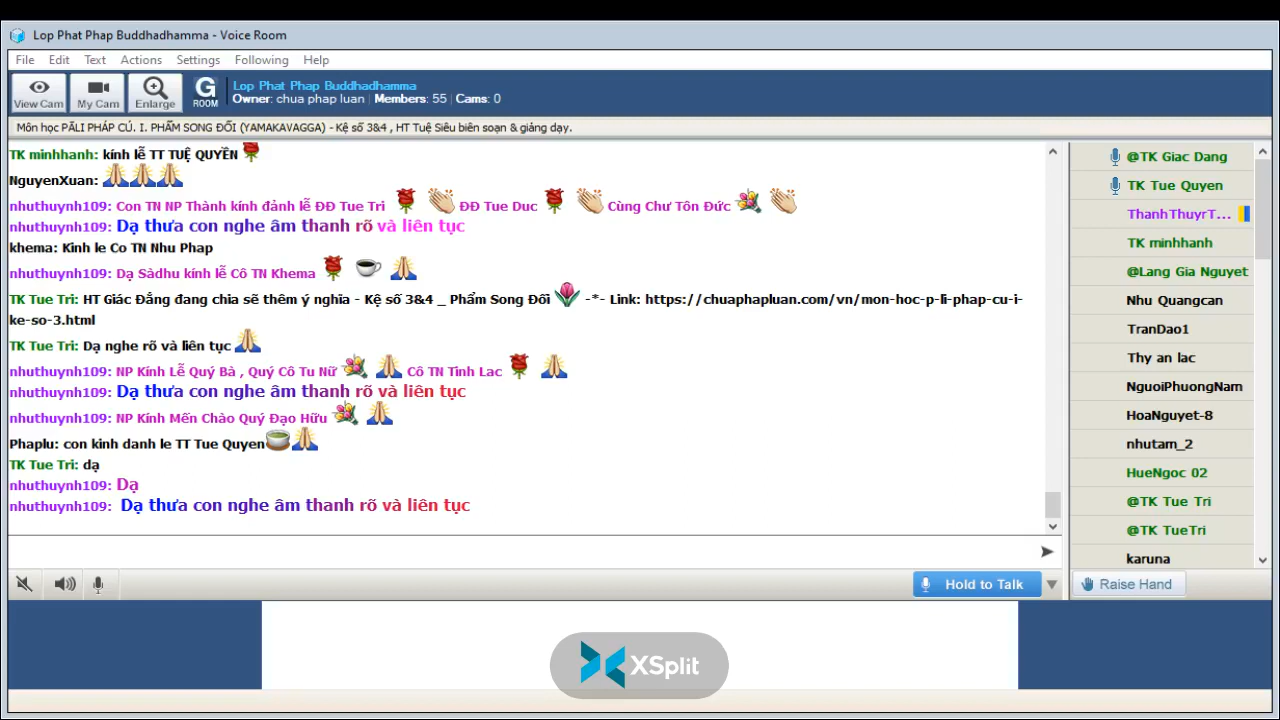 Lop Phat Phap Buddhadhamma - Voice Room
File Edit Text Actions Settings Following Help
View Cam My Cam Enlarge G ROOM
Lop Phat Phap Buddhadhamma
Owner: chua phap luan | Members: 55 | Cams: 0
Môn học PĀLI PHÁP CÚ. I. PHẨM SONG ĐỐI (YAMAKAVAGGA) - Kệ số 3&4 , HT Tuệ Siêu biên soạn & giảng dạy.
TK minhhanh: kính lễ TT TUỆ QUYỀN
NguyenXuan:
nhuthuynh109: Con TN NP Thành kính đảnh lễ ĐĐ Tue Tri ĐĐ Tue Duc Cùng Chư Tôn Đức
nhuthuynh109: Dạ thưa con nghe âm thanh rõ và liên tục
khema: Kinh le Co TN Nhu Phap
nhuthuynh109: Dạ Sàdhu kính lễ Cô TN Khema
TK Tue Tri: HT Giác Đẳng đang chia sẽ thêm ý nghĩa - Kệ số 3&4 _ Phẩm Song Đối -*- Link: https://chuaphapluan.com/vn/mon-hoc-p-li-phap-cu-i-
ke-so-3.html
TK Tue Tri: Dạ nghe rõ và liên tục
nhuthuynh109: NP Kính Lễ Quý Bà , Quý Cô Tu Nữ Cô TN Tinh Lac
nhuthuynh109: Dạ thưa con nghe âm thanh rõ và liên tục
nhuthuynh109: NP Kính Mến Chào Quý Đạo Hữu
Phaplu: con kinh danh le TT Tue Quyen
TK Tue Tri: dạ
nhuthuynh109: Dạ
nhuthuynh109: Dạ thưa con nghe âm thanh rõ và liên tục
@TK Giac Dang
TK Tue Quyen
ThanhThuyrT...
TK minhhanh
@Lang Gia Nguyet
Nhu Quangcan
TranDao1
Thy an lac
NguoiPhuongNam
HoaNguyet-8
nhutam_2
HueNgoc 02
@TK Tue Tri
@TK TueTri
karuna
Hold to Talk
Raise Hand
XSplit